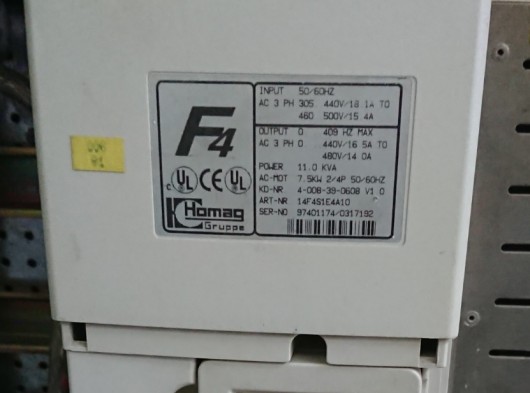 F4
c UL CE UL
Homag
Gruppe
INPUT 50/60HZ
AC 3 PH 305 440V/18.1A TO
460 500V/15.4A
OUTPUT 0 409 HZ MAX
AC 3 PH 0 440V/16.5A TO
480V/14.0A
POWER 11.0 KVA
AC-MOT 7.5KW 2/4P 50/60HZ
KD-NR 4-008-39-0608 V1.0
ART-NR 14F4S1E4A10
SER-NO 97401174/0317192